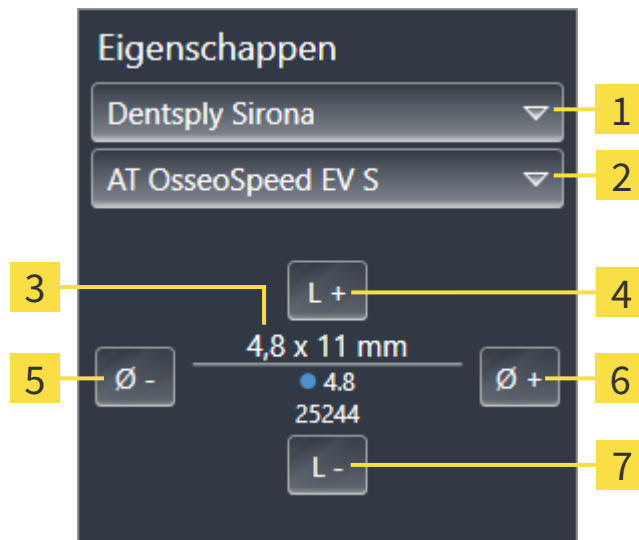 Eigenschappen
Dentsply Sirona
1
AT OsseoSpeed EV S
2
3
L +
4
4,8 x 11 mm
5
Ø -
4.8
Ø +
6
25244
L -
7